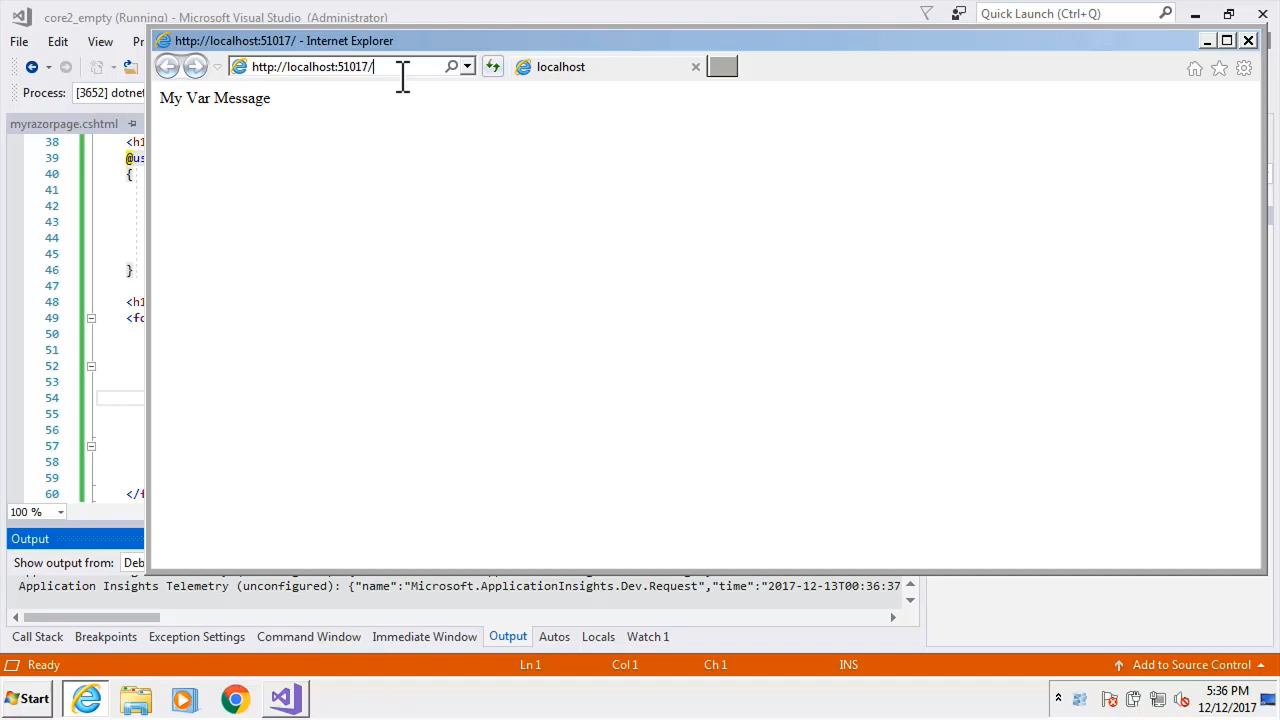 core2_empty (Running) - Microsoft Visual Studio (Administrator)
Quick Launch (Ctrl+Q)
File Edit View
http://localhost:51017/ - Internet Explorer
http://localhost:51017/
localhost
Process: [3652] dotnet
My Var Message
myrazorpage.cshtml
38 <h1
39 @us
40 {
41
42
43
44
45
46 }
47
48 <h1
49 <fo
50
51
52
53
54
55
56
57
58
59
60 </f
100 %
Output
Show output from: Deb
Application Insights Telemetry (unconfigured): {"name":"Microsoft.ApplicationInsights.Dev.Request","time":"2017-12-13T00:36:37
Call Stack Breakpoints Exception Settings Command Window Immediate Window Output Autos Locals Watch 1
Ready Ln 1 Col 1 Ch 1 INS Add to Source Control
Start
5:36 PM
12/12/2017